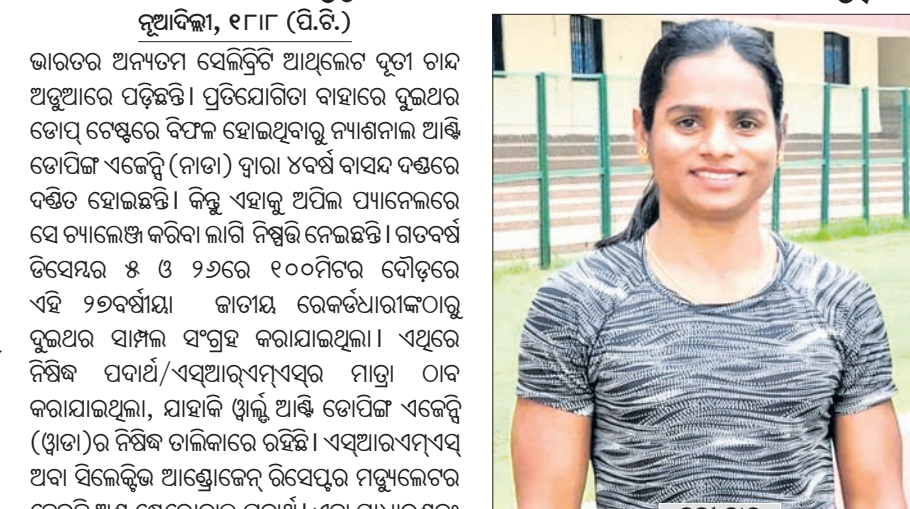 ନୂଆଦିଲ୍ଲୀ, ୧୮।୮ (ପି.ଟି.)
ଭାରତର ଅନ୍ୟତମ ସେଲିବ୍ରିଟି ଆଥ୍‌ଲେଟ ଦୂତୀ ଚାନ୍ଦ
ଅଡୁଆରେ ପଡ଼ିଛନ୍ତି। ପ୍ରତିଯୋଗିତା ବାହାରେ ଦୁଇଥର
ଡୋପ୍ ଟେଷ୍ଟରେ ବିଫଳ ହୋଇଥିବାରୁ ନ୍ୟାଶନାଲ ଆଣ୍ଟି
ଡୋପିଙ୍ଗ ଏଜେନ୍ସି (ନାଡା) ଦ୍ୱାରା ୪ବର୍ଷ ବାସନ୍ଦ ଦଣ୍ଡରେ
ଦଣ୍ଡିତ ହୋଇଛନ୍ତି। କିନ୍ତୁ ଏହାକୁ ଅପିଲ ପ୍ୟାନେଲରେ
ସେ ଚ୍ୟାଲେଞ୍ଜ କରିବା ଲାଗି ନିଷ୍ପତ୍ତି ନେଇଛନ୍ତି। ଗତବର୍ଷ
ଡିସେମ୍ବର ୫ ଓ ୨୬ରେ ୧୦୦ମିଟର ଦୌଡ଼ରେ
ଏହି ୨୭ବର୍ଷୀୟା ଜାତୀୟ ରେକର୍ଡଧାରୀଙ୍କଠାରୁ
ଦୁଇଥର ସାମ୍ପଲ ସଂଗ୍ରହ କରାଯାଇଥିଲା। ଏଥିରେ
ନିଷିଦ୍ଧ ପଦାର୍ଥ/ଏସ୍‌ଆର୍‌ଏମ୍‌ଏସ୍‌ର ମାତ୍ରା ଠାବ
କରାଯାଇଥିଲା, ଯାହାକି ୱାର୍ଲ୍ଡ ଆଣ୍ଟି ଡୋପିଙ୍ଗ ଏଜେନ୍ସି
(ୱାଡା)ର ନିଷିଦ୍ଧ ତାଲିକାରେ ରହିଛି। ଏସ୍‌ଆରଏମ୍‌ଏସ୍
ଅବା ସିଲେକ୍ଟିଭ ଆଣ୍ଡ୍ରୋଜେନ୍ ରିସେପ୍ଟର ମଡ୍ୟୁଲେଟର